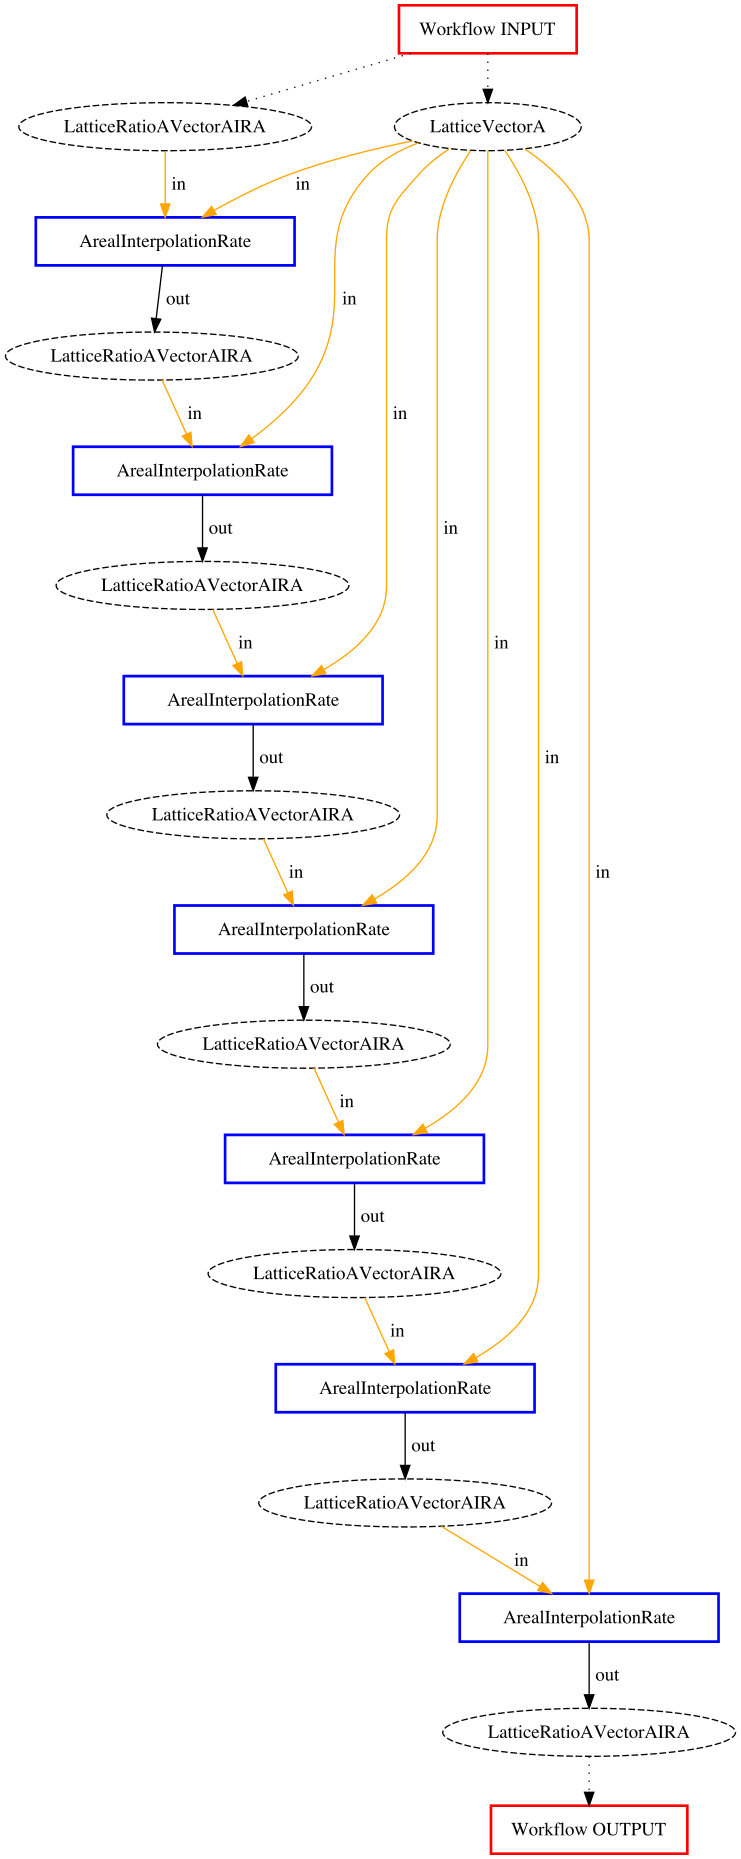 Workflow INPUT
LatticeRatioAVectorAIRA
LatticeVectorA
in
in
ArealInterpolationRate
out
in
LatticeRatioAVectorAIRA
in
in
ArealInterpolationRate
out
in
LatticeRatioAVectorAIRA
in
in
ArealInterpolationRate
out
in
LatticeRatioAVectorAIRA
in
in
ArealInterpolationRate
out
LatticeRatioAVectorAIRA
in
ArealInterpolationRate
out
LatticeRatioAVectorAIRA
in
ArealInterpolationRate
out
LatticeRatioAVectorAIRA
in
ArealInterpolationRate
out
LatticeRatioAVectorAIRA
Workflow OUTPUT